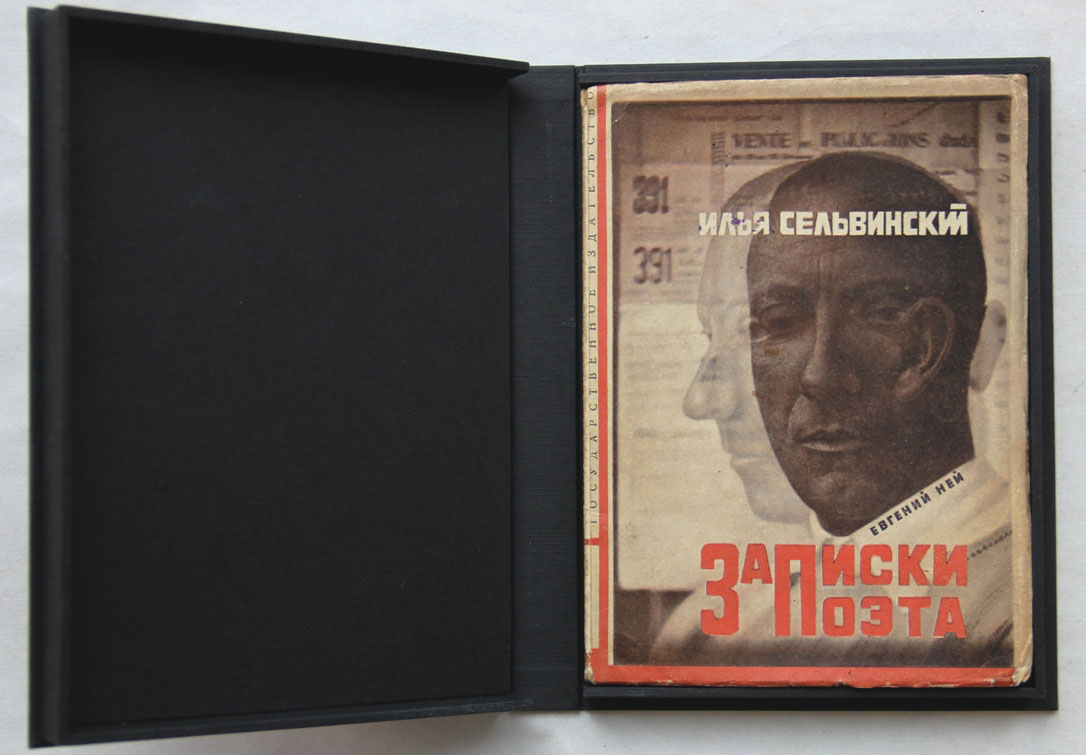 ГОСУДАРСТВЕННОЕ ИЗДАТЕЛЬСТВО
VENTE
391
391
ИЛЬЯ СЕЛЬВИНСКИЙ
ЕВГЕНИЙ НЕЙ
ЗАПИСКИ
ПОЭТА